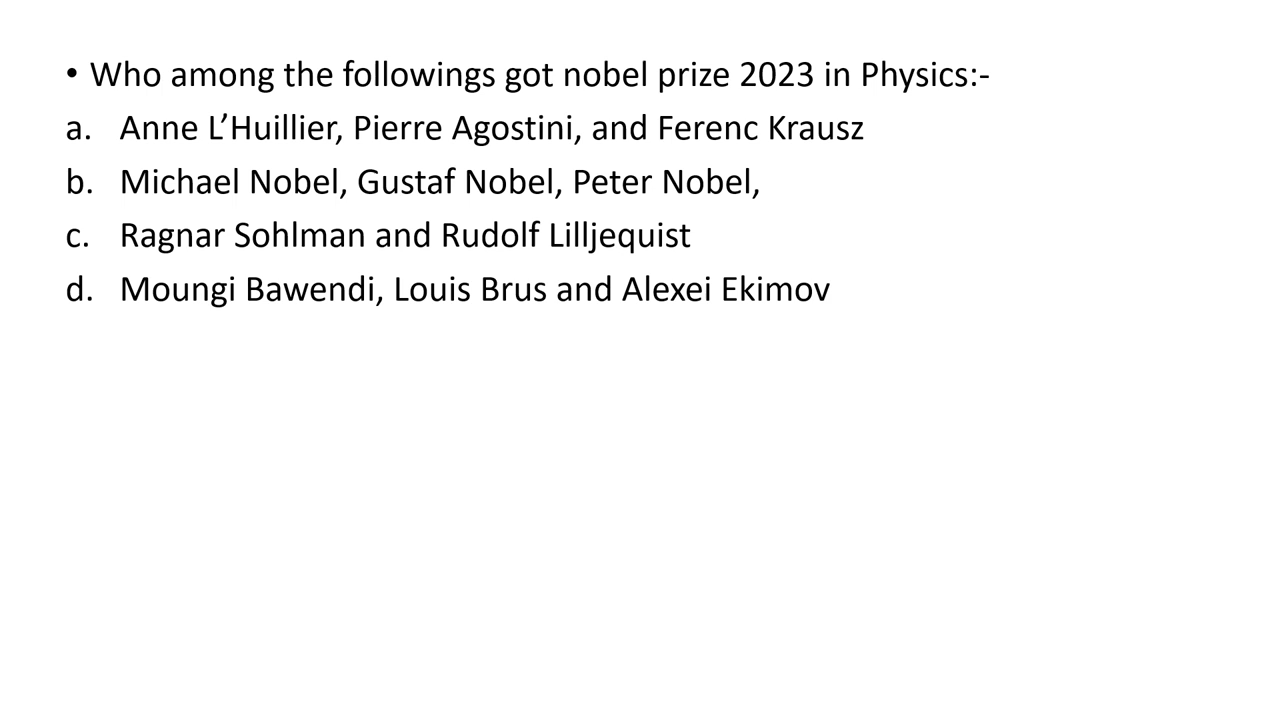 • Who among the followings got nobel prize 2023 in Physics:-
a. Anne L’Huillier, Pierre Agostini, and Ferenc Krausz
b. Michael Nobel, Gustaf Nobel, Peter Nobel,
c. Ragnar Sohlman and Rudolf Lilljequist
d. Moungi Bawendi, Louis Brus and Alexei Ekimov